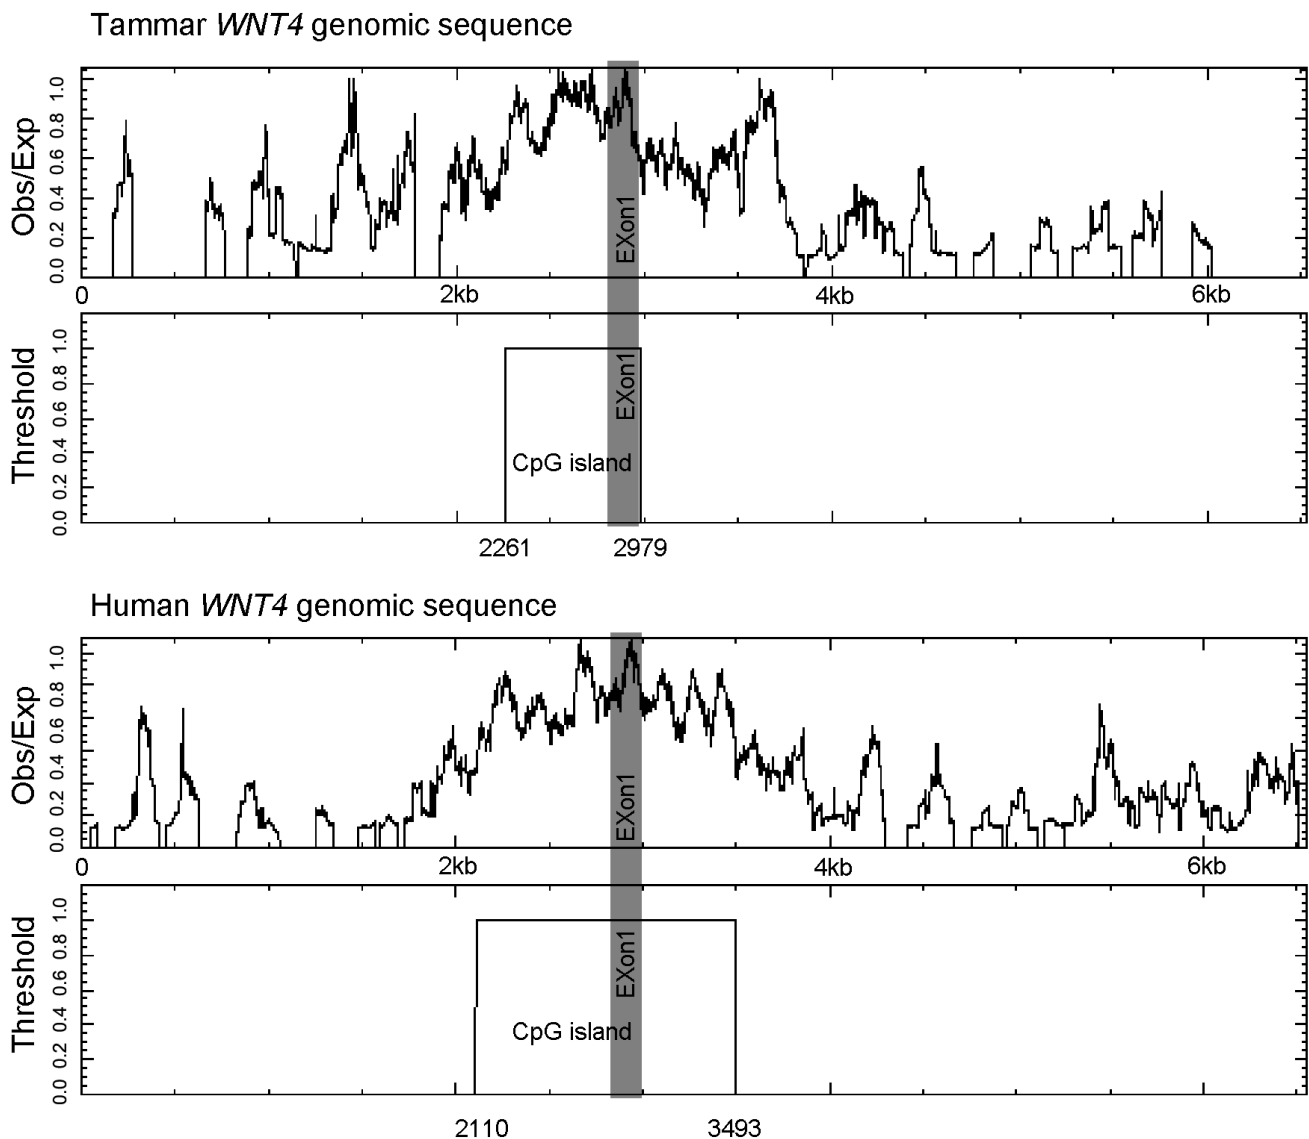 Tammar WNT4 genomic sequence
Obs/Exp
0.0 0.2 0.4 0.6 0.8 1.0
EXon1
0 2kb 4kb 6kb
Threshold
0.0 0.2 0.4 0.6 0.8 1.0
EXon1
CpG island
2261 2979
Human WNT4 genomic sequence
Obs/Exp
0.0 0.2 0.4 0.6 0.8 1.0
EXon1
0 2kb 4kb 6kb
Threshold
0.0 0.2 0.4 0.6 0.8 1.0
EXon1
CpG island
2110 3493